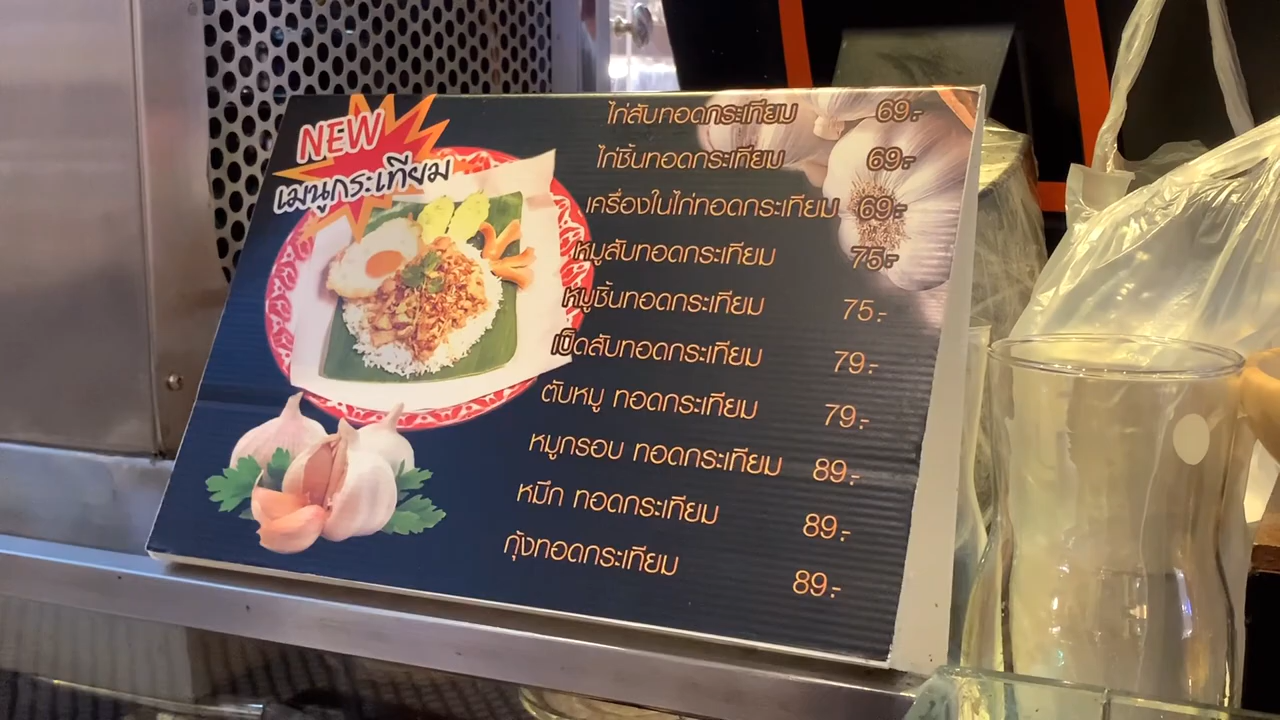 NEW
เมนูกระเทียม
ไก่สับทอดกระเทียม 69.-
ไก่ชิ้นทอดกระเทียม 69.-
เครื่องในไก่ทอดกระเทียม 69.-
หมูสับทอดกระเทียม 75.-
หมูชิ้นทอดกระเทียม 75.-
เป็ดสับทอดกระเทียม 79.-
ตับหมู ทอดกระเทียม 79.-
หมูกรอบ ทอดกระเทียม 89.-
หมึก ทอดกระเทียม 89.-
กุ้งทอดกระเทียม 89.-